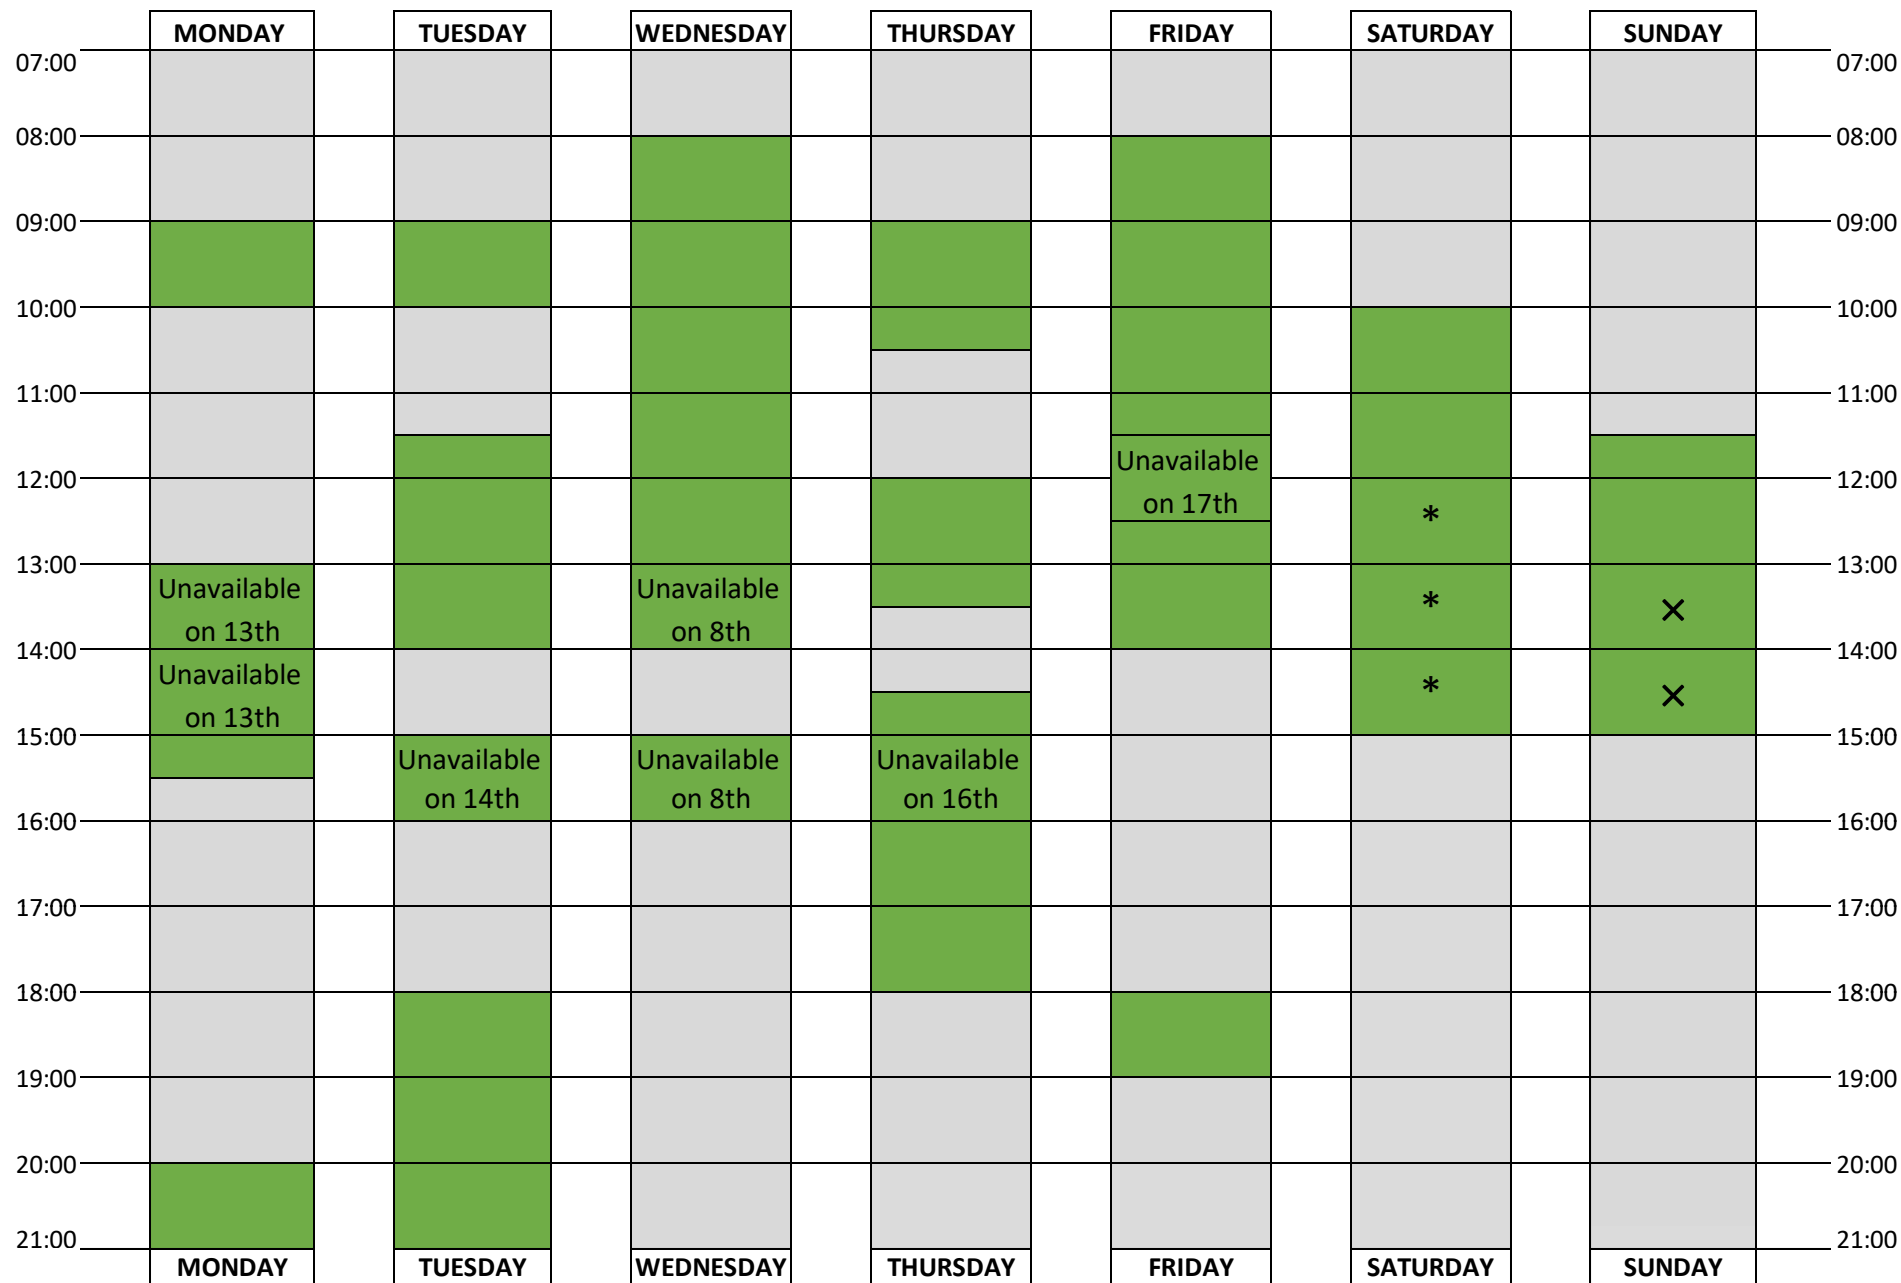 MONDAY TUESDAY WEDNESDAY THURSDAY FRIDAY SATURDAY SUNDAY
07:00 07:00
08:00 08:00
09:00 09:00
10:00 10:00
11:00 11:00
Unavailable
12:00 12:00
on 17th
*
13:00 13:00
Unavailable Unavailable
* ×
on 13th on 8th
14:00 14:00
Unavailable
* ×
on 13th
15:00 15:00
Unavailable Unavailable Unavailable
on 14th on 8th on 16th
16:00 16:00
17:00 17:00
18:00 18:00
19:00 19:00
20:00 20:00
21:00 21:00
MONDAY TUESDAY WEDNESDAY THURSDAY FRIDAY SATURDAY SUNDAY